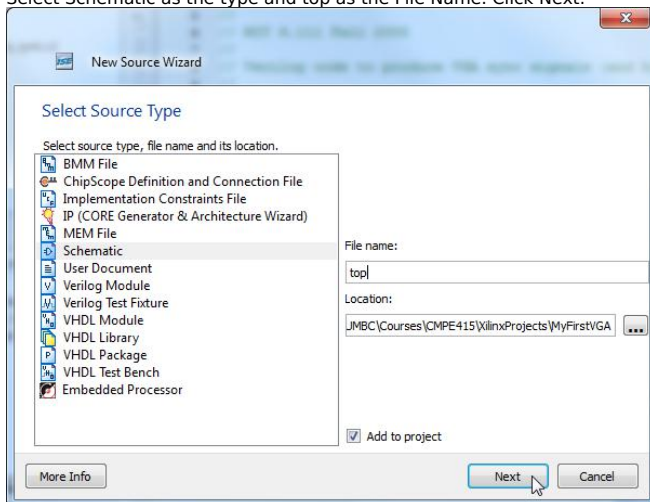 Select Schematic as the type and top as the File Name. Click Next.
New Source Wizard
Select Source Type
Select source type, file name and its location.
BMM File
ChipScope Definition and Connection File
Implementation Constraints File
IP (CORE Generator & Architecture Wizard)
MEM File
Schematic
User Document
Verilog Module
Verilog Test Fixture
VHDL Module
VHDL Library
VHDL Package
VHDL Test Bench
Embedded Processor
File name:
top
Location:
JMBC\Courses\CMPE415\XilinxProjects\MyFirstVGA ...
Add to project
More Info
Next
Cancel